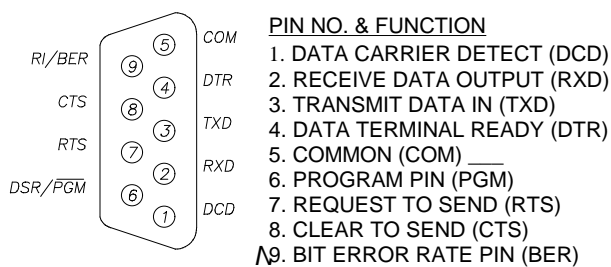 COM
RI/BER
5
9
DTR
4
CTS
8
TXD
3
RTS
7
RXD
2
DSR/PGM
6
DCD
1
PIN NO. & FUNCTION
1. DATA CARRIER DETECT (DCD)
2. RECEIVE DATA OUTPUT (RXD)
3. TRANSMIT DATA IN (TXD)
4. DATA TERMINAL READY (DTR)
5. COMMON (COM) ___
6. PROGRAM PIN (PGM)
7. REQUEST TO SEND (RTS)
8. CLEAR TO SEND (CTS)
9. BIT ERROR RATE PIN (BER)